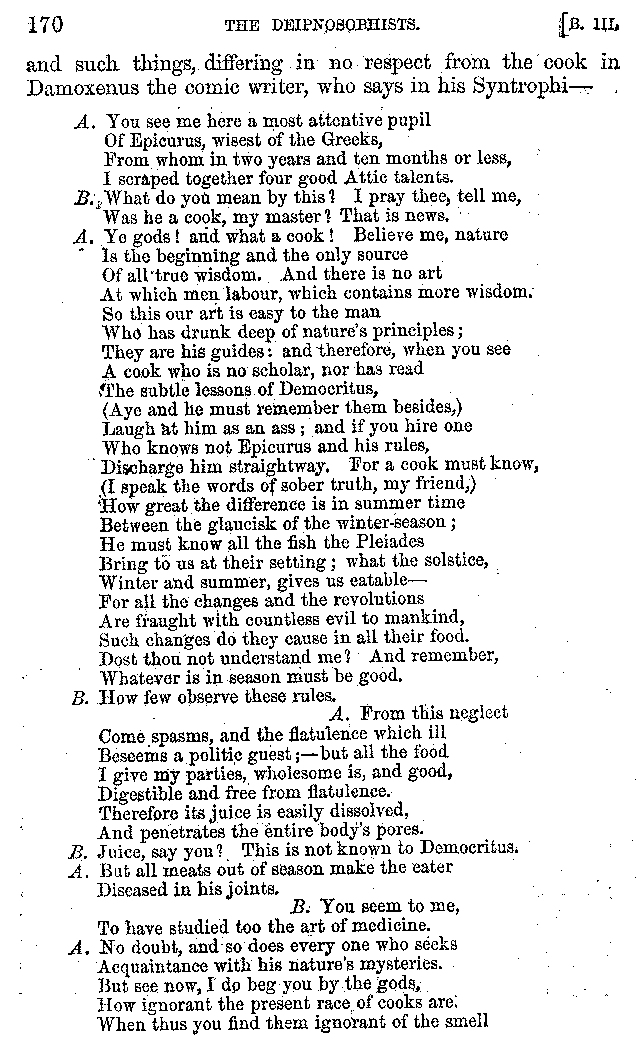 170 THE DEIPNOSOPHISTS. [B. III.
and such things, differing in no respect from the cook in
Damoxenus the comic writer, who says in his Syntrophi—
A. You see me here a most attentive pupil
Of Epicurus, wisest of the Greeks,
From whom in two years and ten months or less,
I scraped together four good Attic talents.
B. What do you mean by this? I pray thee, tell me,
Was he a cook, my master? That is news.
A. Ye gods! and what a cook! Believe me, nature
Is the beginning and the only source
Of all true wisdom. And there is no art
At which men labour, which contains more wisdom.
So this our art is easy to the man
Who has drunk deep of nature's principles;
They are his guides: and therefore, when you see
A cook who is no scholar, nor has read
The subtle lessons of Democritus,
(Aye and he must remember them besides,)
Laugh at him as an ass; and if you hire one
Who knows not Epicurus and his rules,
Discharge him straightway. For a cook must know,
(I speak the words of sober truth, my friend,)
How great the difference is in summer time
Between the glaucisk of the winter-season;
He must know all the fish the Pleiades
Bring to us at their setting; what the solstice,
Winter and summer, gives us eatable—
For all the changes and the revolutions
Are fraught with countless evil to mankind,
Such changes do they cause in all their food.
Dost thou not understand me? And remember,
Whatever is in season must be good.
B. How few observe these rules.
A. From this neglect
Come spasms, and the flatulence which ill
Beseems a politic guest;—but all the food
I give my parties, wholesome is, and good,
Digestible and free from flatulence.
Therefore its juice is easily dissolved,
And penetrates the entire body's pores.
B. Juice, say you? This is not known to Democritus.
A. But all meats out of season make the eater
Diseased in his joints.
B. You seem to me,
To have studied too the art of medicine.
A. No doubt, and so does every one who seeks
Acquaintance with his nature's mysteries.
But see now, I do beg you by the gods,
How ignorant the present race of cooks are.
When thus you find them ignorant of the smell